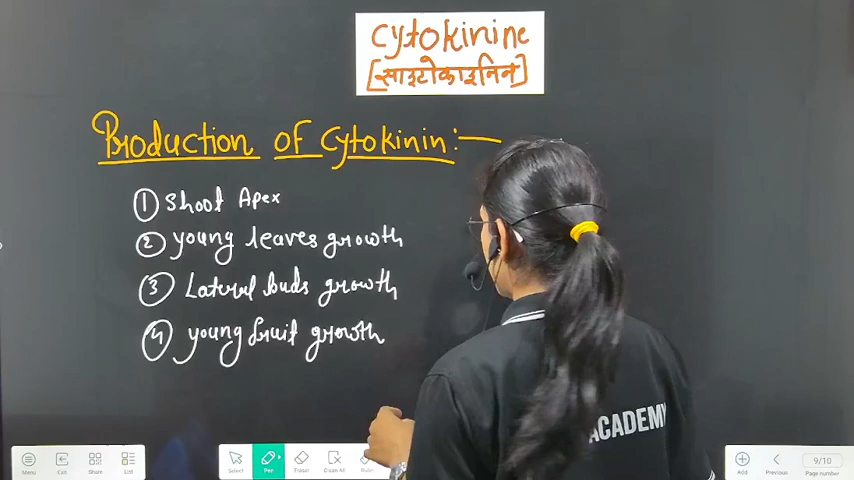 Cytokinine
[साइटोकाइनिन]
Production of Cytokinin:-
① Shoot Apex
② young leaves growth
③ Lateral buds growth
④ young fruit growth
ACADEMY
Menu
Exit
Share
List
Select
Pen
Eraser
Clean All
Ruler
Add
Previous
9/10
Page number